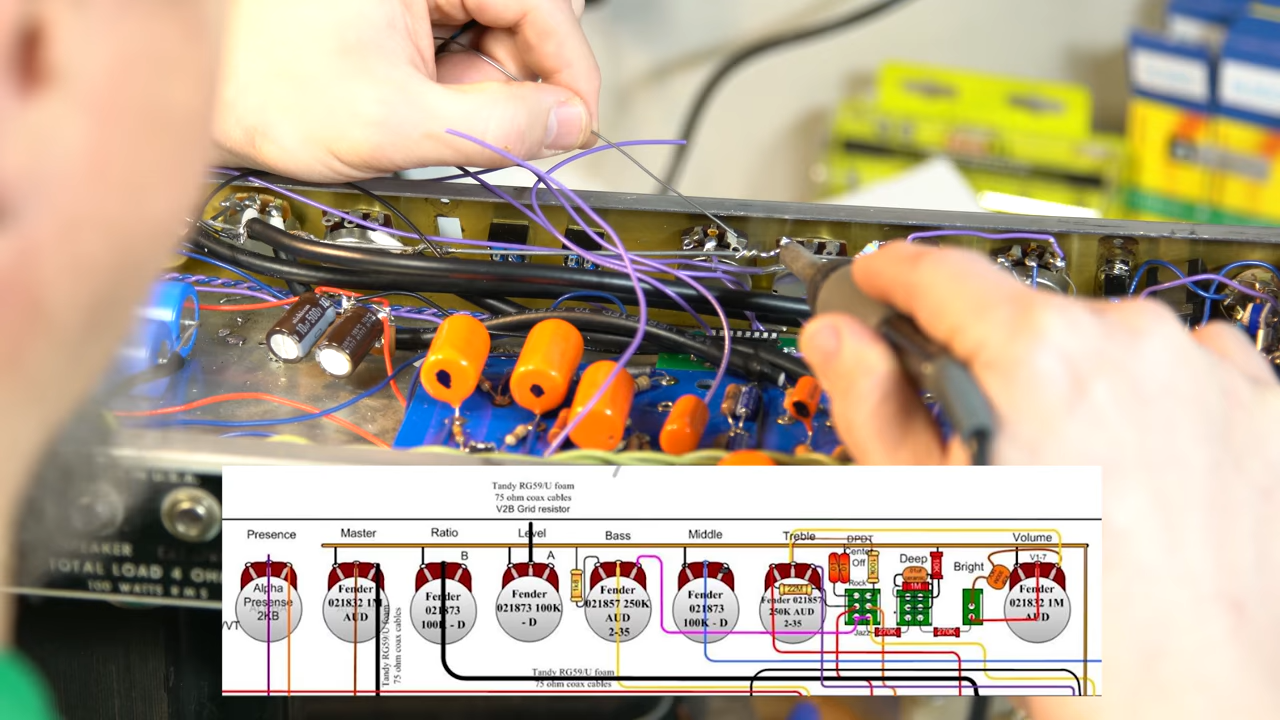 10µ 500V
U.S.A.
TOTAL LOAD 4
100 WATTS R M S
Tandy RG59/U foam
75 ohm coax cables
V2B Grid resistor
Presence
Master
Ratio
Level
Bass
Middle
Treble
DPDT
Center
Off
Deep
Bright
Volume
B
A
V1-7
Alpha
Presense
2KB
Fender
021832 1M
AUD
Fender
021873
100K - D
Fender
021873 100K
- D
Fender
021857 250K
AUD
2-35
Fender
021873
100K - D
22M
Fender 021857
250K AUD
2-35
Rock
Jazz
1M
270K
270K
Fender
021832 1M
AUD
Tandy RG59/U foam
75 ohm coax cables
Tandy RG59/U foam
75 ohm coax cables